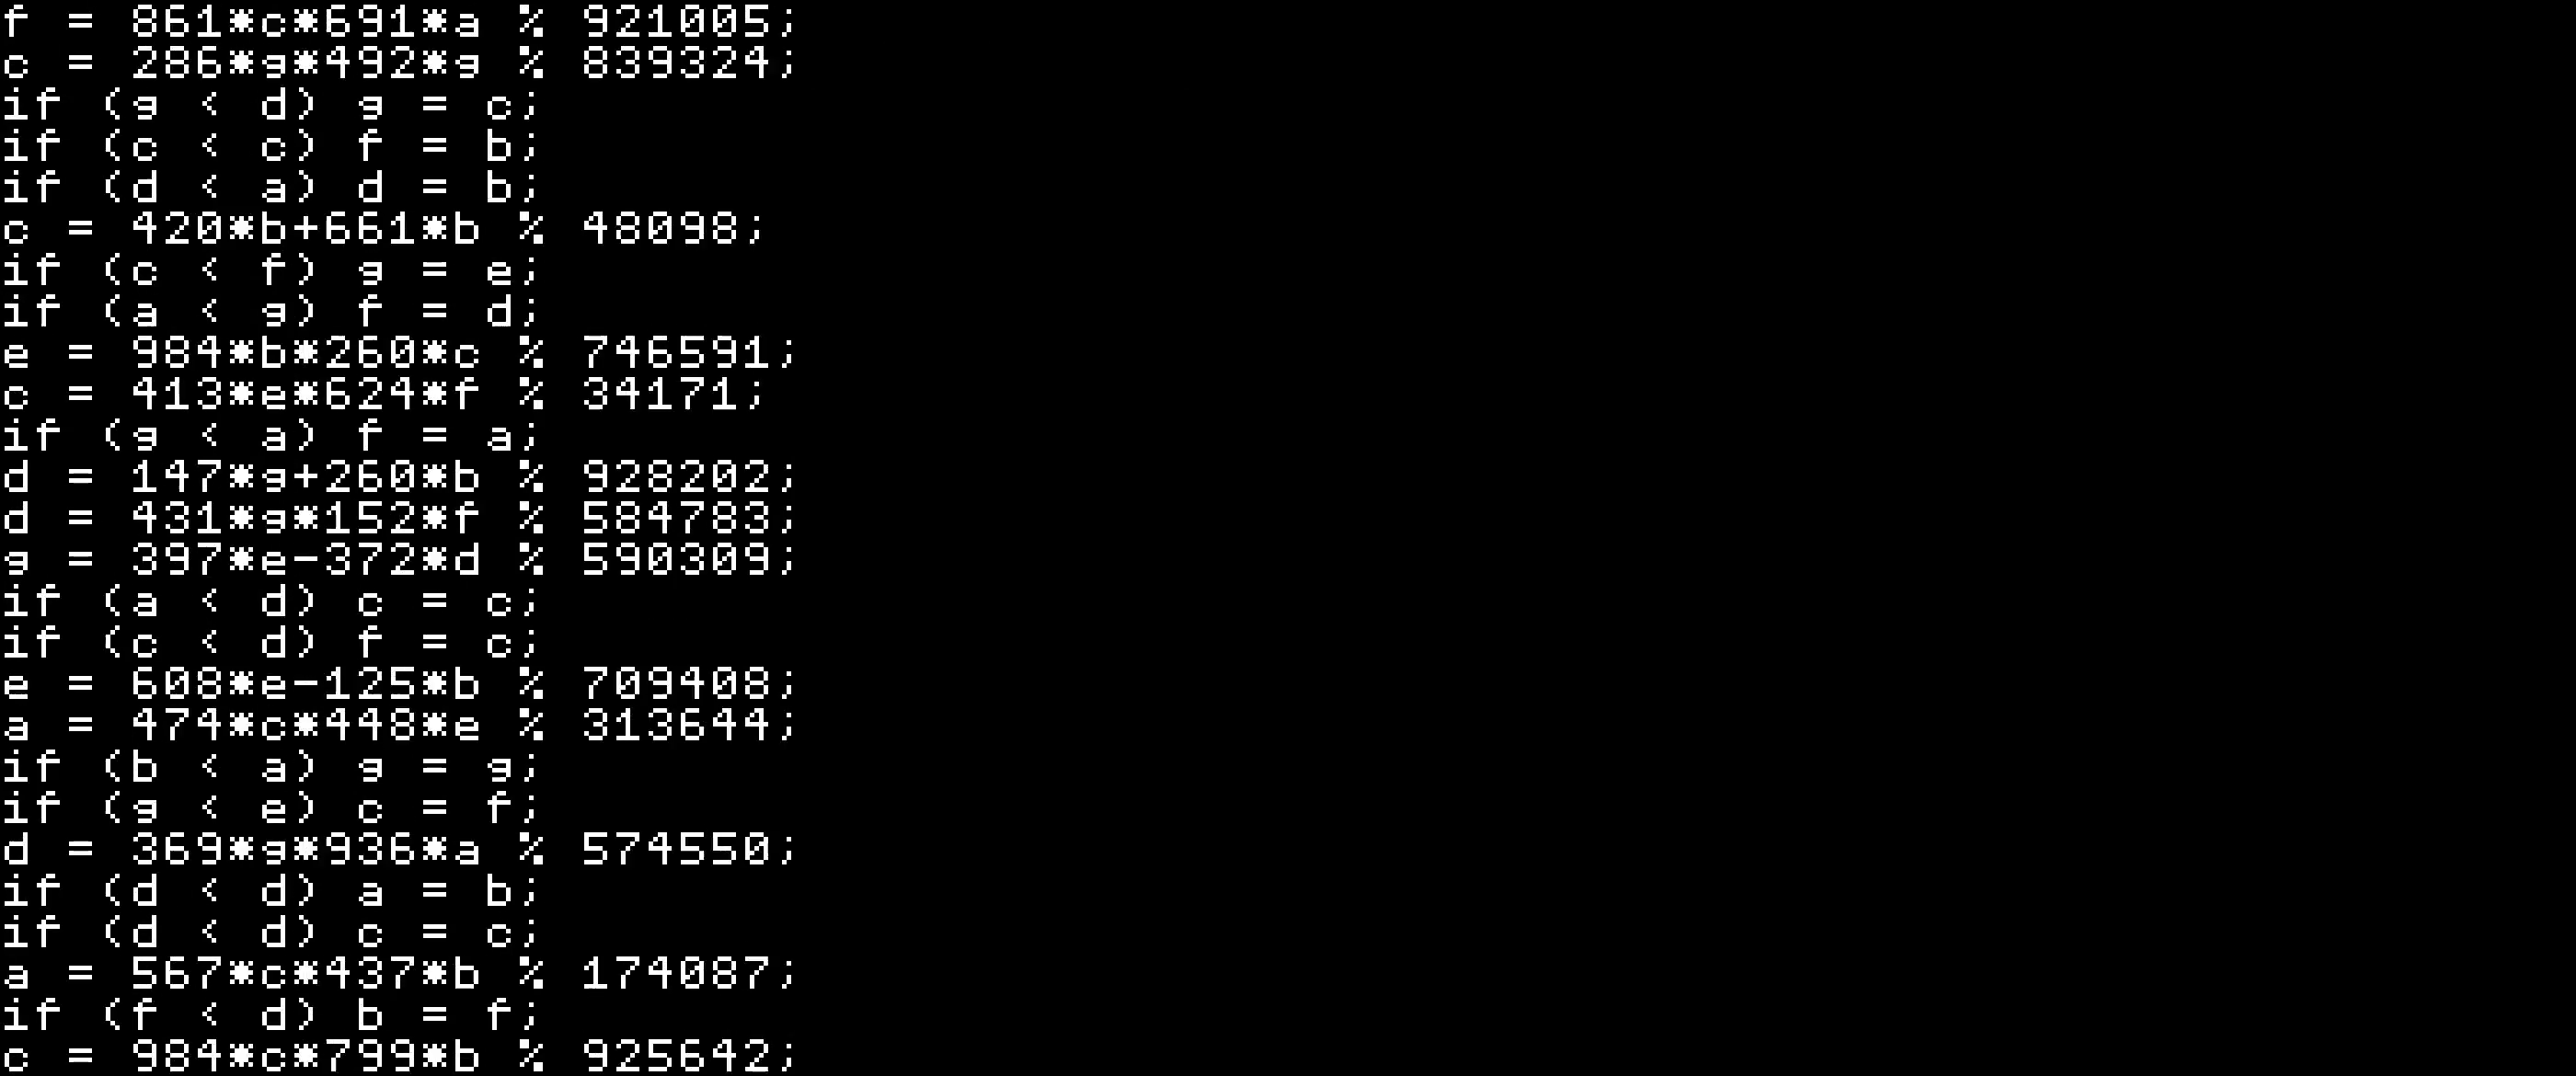 f = 861*c*691*a % 921005;
c = 286*g*492*g % 839324;
if (g < d) g = c;
if (c < c) f = b;
if (d < a) d = b;
c = 420*b+661*b % 48098;
if (c < f) g = e;
if (a < g) f = d;
e = 984*b*260*c % 746591;
c = 413*e*624*f % 34171;
if (g < a) f = a;
d = 147*g+260*b % 928202;
d = 431*g*152*f % 584783;
g = 397*e-372*d % 590309;
if (a < d) c = c;
if (c < d) f = c;
e = 608*e-125*b % 709408;
a = 474*c*448*e % 313644;
if (b < a) g = g;
if (g < e) c = f;
d = 369*g*936*a % 574550;
if (d < d) a = b;
if (d < d) c = c;
a = 567*c*437*b % 174087;
if (f < d) b = f;
c = 984*c*799*b % 925642;